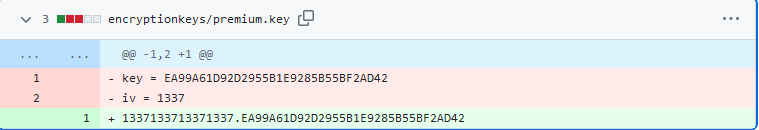 3 encryptionkeys/premium.key ...
... ... @@ -1,2 +1 @@
1 - key = EA99A61D92D2955B1E9285B55BF2AD42
2 - iv = 1337
1 + 1337133713371337.EA99A61D92D2955B1E9285B55BF2AD42